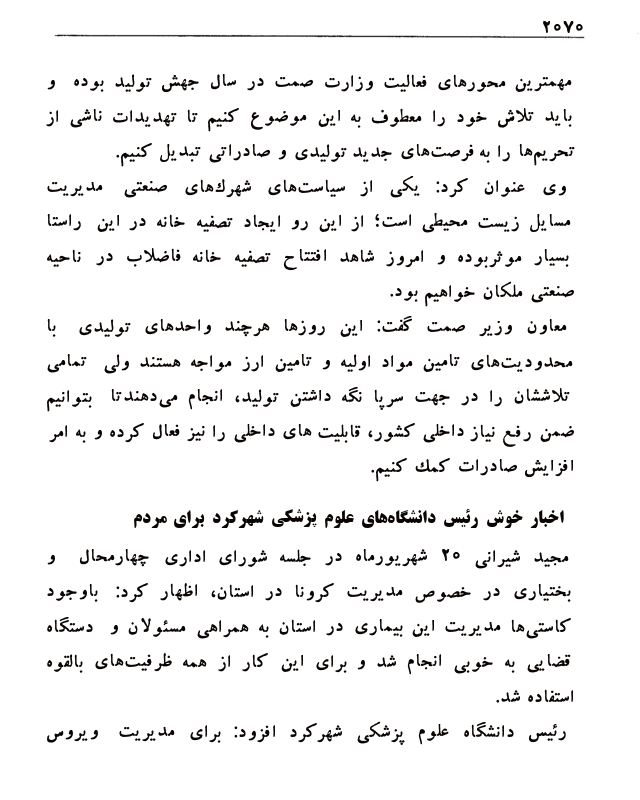 ۲۰۷۰
مهمترین محورهای فعالیت وزارت صمت در سال جهش تولید بوده و
باید تلاش خود را معطوف به این موضوع کنیم تا تهدیدات ناشی از
تحریم‌ها را به فرصت‌های جدید تولیدی و صادراتی تبدیل کنیم.
وی عنوان کرد: یکی از سیاست‌های شهرك‌های صنعتی مدیریت
مسایل زیست محیطی است؛ از این رو ایجاد تصفیه خانه در این راستا
بسیار موثربوده و امروز شاهد افتتاح تصفیه خانه فاضلاب در ناحیه
صنعتی ملکان خواهیم بود.
معاون وزیر صمت گفت: این روزها هرچند واحدهای تولیدی با
محدودیت‌های تامین مواد اولیه و تامین ارز مواجه هستند ولی تمامی
تلاششان را در جهت سرپا نگه داشتن تولید، انجام می‌دهندتا بتوانیم
ضمن رفع نیاز داخلی کشور، قابلیت های داخلی را نیز فعال کرده و به امر
افزایش صادرات کمك کنیم.
اخبار خوش رئیس دانشگاه‌های علوم پزشکی شهرکرد برای مردم
مجید شیرانی ۲۰ شهریورماه در جلسه شورای اداری چهارمحال و
بختیاری در خصوص مدیریت کرونا در استان، اظهار کرد: باوجود
کاستی‌ها مدیریت این بیماری در استان به همراهی مسئولان و دستگاه
قضایی به خوبی انجام شد و برای این کار از همه ظرفیت‌های بالقوه
استفاده شد.
رئیس دانشگاه علوم پزشکی شهرکرد افزود: برای مدیریت ویروس